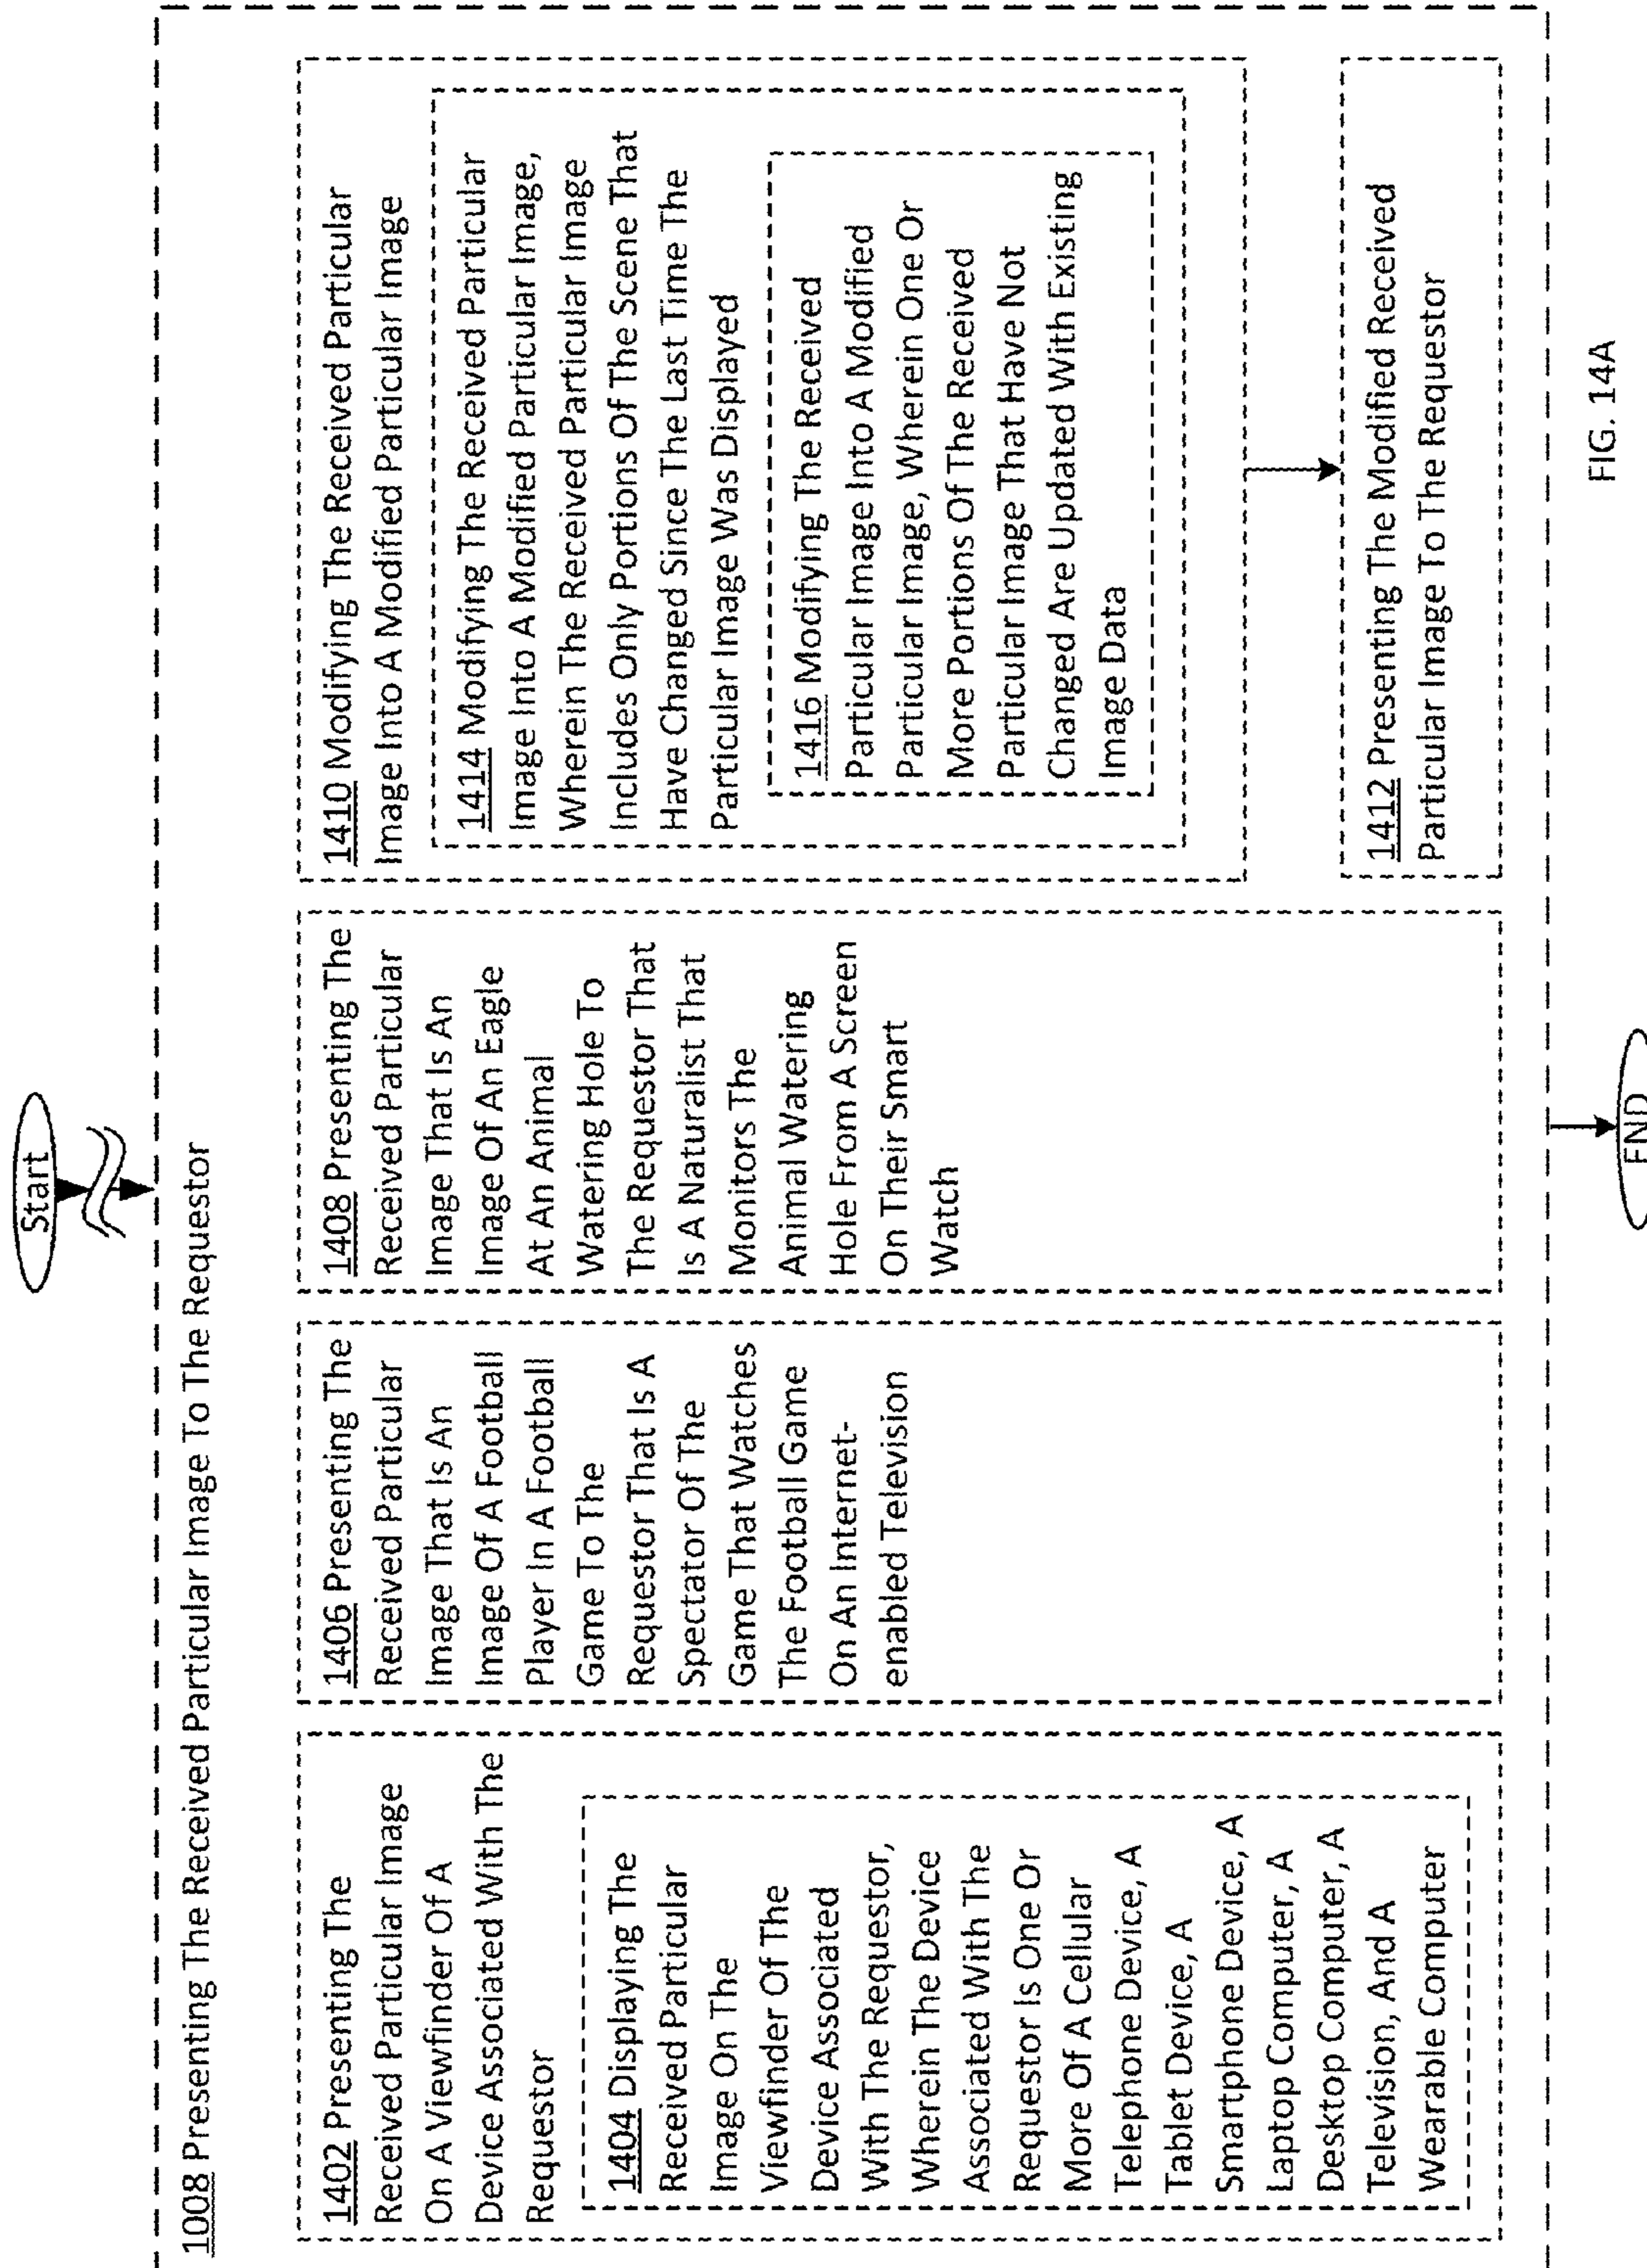 Start
1008 Presenting The Received Particular Image To The Requestor
1402 Presenting The
Received Particular Image
On A Viewfinder Of A
Device Associated With The
Requestor
1404 Displaying The
Received Particular
Image On The
Viewfinder Of The
Device Associated
With The Requestor,
Wherein The Device
Associated With The
Requestor Is One Or
More Of A Cellular
Telephone Device, A
Tablet Device, A
Smartphone Device, A
Laptop Computer, A
Desktop Computer, A
Television, And A
Wearable Computer
1406 Presenting The
Received Particular
Image That Is An
Image Of A Football
Player In A Football
Game To The
Requestor That Is A
Spectator Of The
Game That Watches
The Football Game
On An Internet-
enabled Television
1408 Presenting The
Received Particular
Image That Is An
Image Of An Eagle
At An Animal
Watering Hole To
The Requestor That
Is A Naturalist That
Monitors The
Animal Watering
Hole From A Screen
On Their Smart
Watch
1410 Modifying The Received Particular
Image Into A Modified Particular Image
1414 Modifying The Received Particular
Image Into A Modified Particular Image,
Wherein The Received Particular Image
Includes Only Portions Of The Scene That
Have Changed Since The Last Time The
Particular Image Was Displayed
1416 Modifying The Received
Particular Image Into A Modified
Particular Image, Wherein One Or
More Portions Of The Received
Particular Image That Have Not
Changed Are Updated With Existing
Image Data
1412 Presenting The Modified Received
Particular Image To The Requestor
END
FIG. 14A